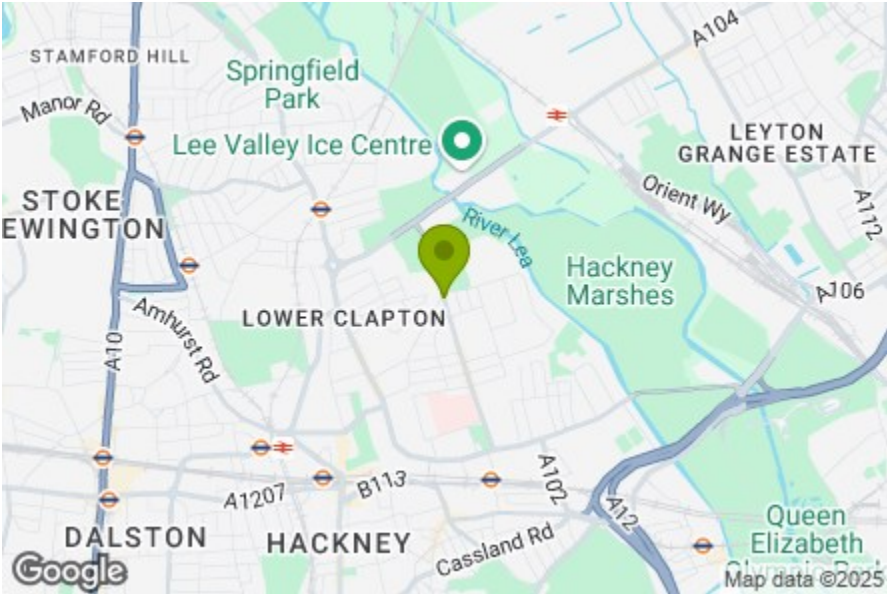 A104
STAMFORD HILL
Springfield
Park
Manor Rd
Lee Valley Ice Centre
LEYTON
GRANGE ESTATE
STOKE
EWINGTON
Orient Wy
A112
River Lea
Hackney
Marshes
A106
LOWER CLAPTON
Amhurst Rd
A10
A1207
B113
A102
A12
DALSTON
HACKNEY
Cassland Rd
Queen
Elizabeth
Olympic Park
Google
Map data ©2025